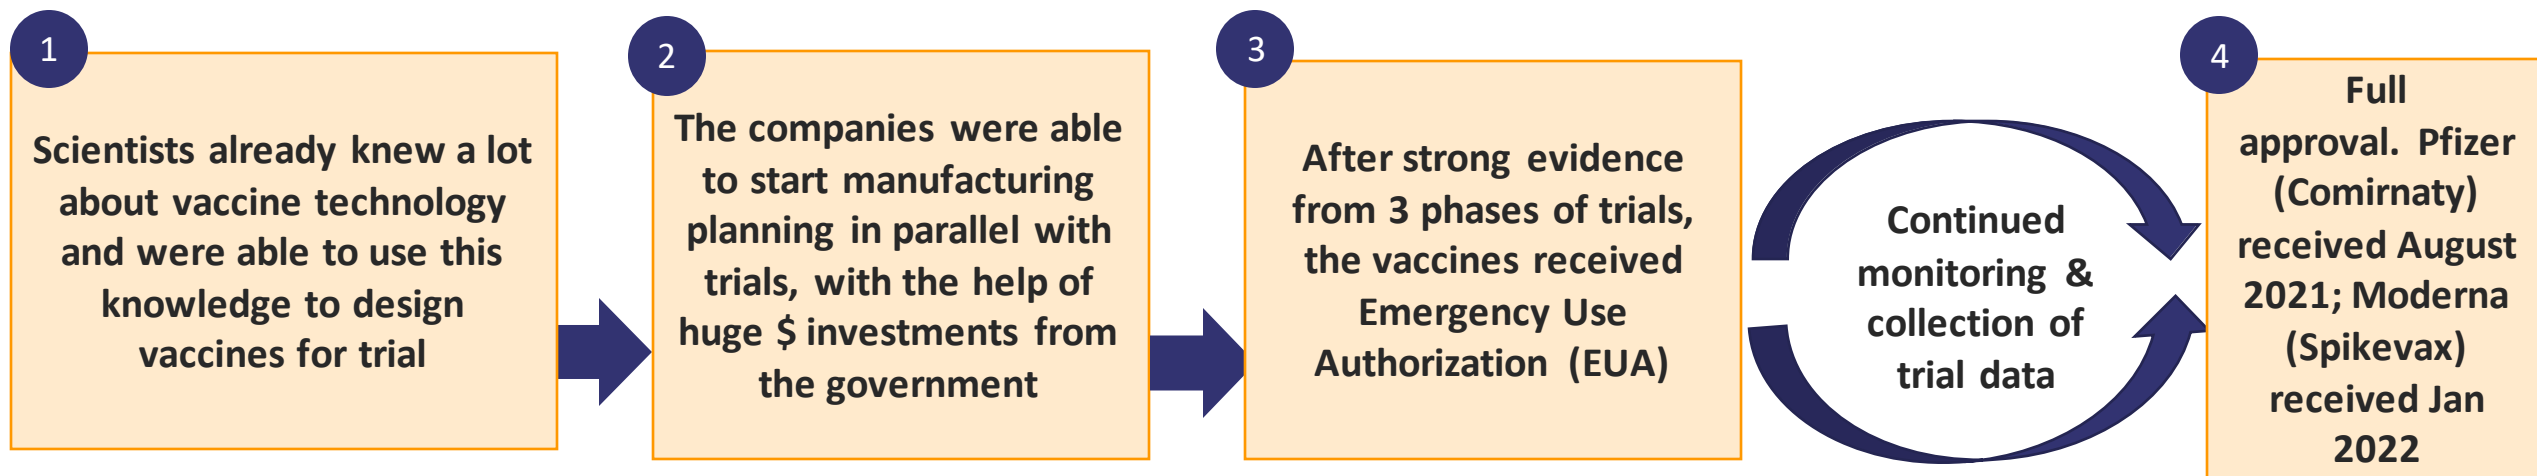 1
Scientists already knew a lot
about vaccine technology
and were able to use this
knowledge to design
vaccines for trial
2
The companies were able
to start manufacturing
planning in parallel with
trials, with the help of
huge $ investments from
the government
3
After strong evidence
from 3 phases of trials,
the vaccines received
Emergency Use
Authorization (EUA)
Continued
monitoring &
collection of
trial data
4
Full
approval. Pfizer
(Comirnaty)
received August
2021; Moderna
(Spikevax)
received Jan
2022